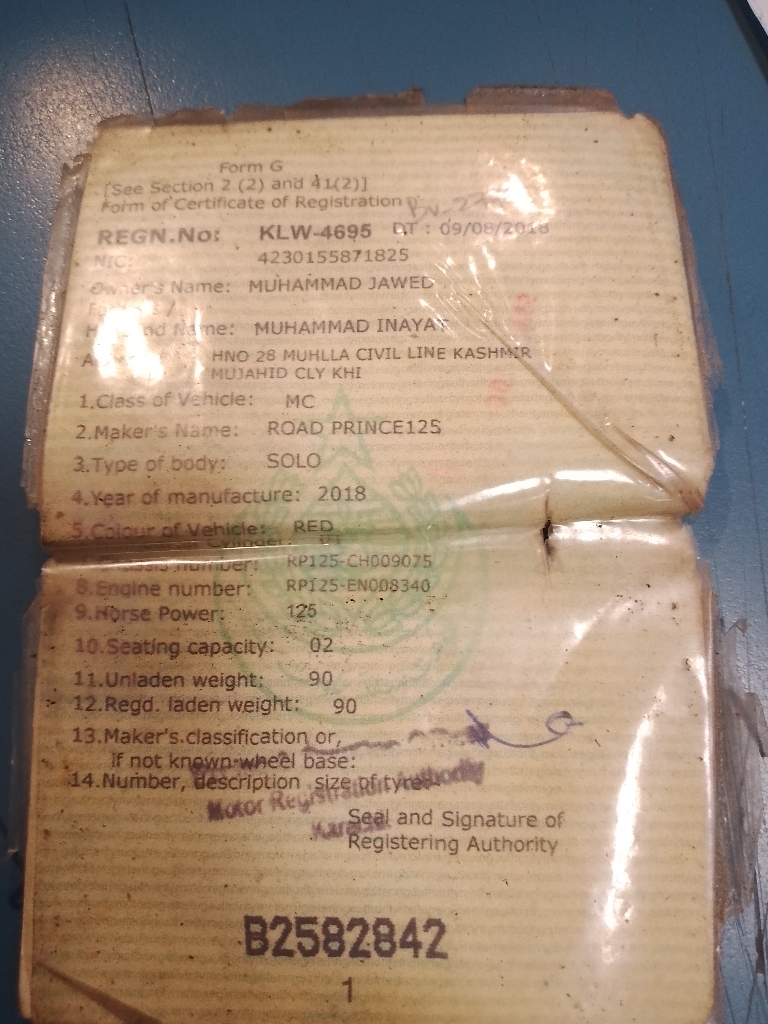 Form G
[See Section 2 (2) and 41(2)]
Form of Certificate of Registration
REGN.No: KLW-4695 DT : 09/08/2018
NIC: 4230155871825
Owner's Name: MUHAMMAD JAWED
Name: MUHAMMAD INAYAT
HNO 28 MUHLLA CIVIL LINE KASHMIR
MUJAHID CLY KHI
1.Class of Vehicle: MC
2.Maker's Name: ROAD PRINCE125
3.Type of body: SOLO
4.Year of manufacture: 2018
5.Colour of Vehicle: RED
number: RP125-CH009075
8.Engine number: RP125-EN008340
9.Horse Power: 125
10.Seating capacity: 02
11.Unladen weight: 90
12.Regd. laden weight: 90
13.Maker's.classification or,
if not known wheel base:
14.Number, description size of tyre
Motor Registration Authority
Seal and Signature of
Registering Authority
B2582842
1